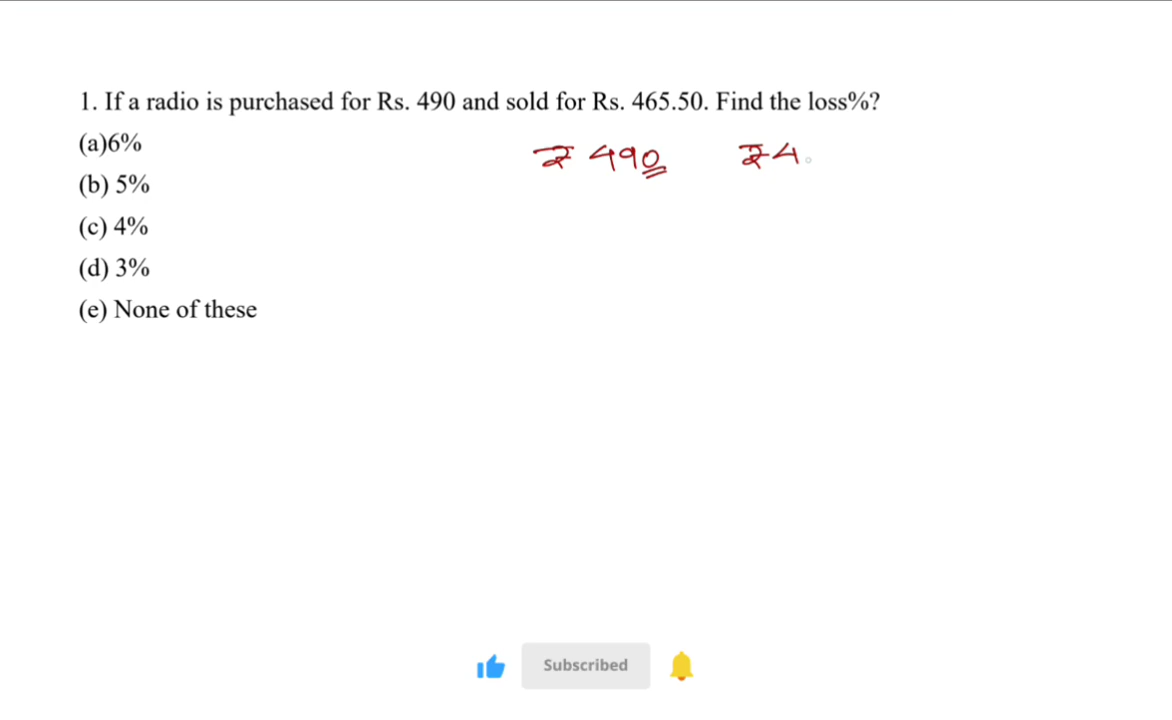 1. If a radio is purchased for Rs. 490 and sold for Rs. 465.50. Find the loss%?
(a)6%
₹ 490 ₹4
(b) 5%
(c) 4%
(d) 3%
(e) None of these
Subscribed